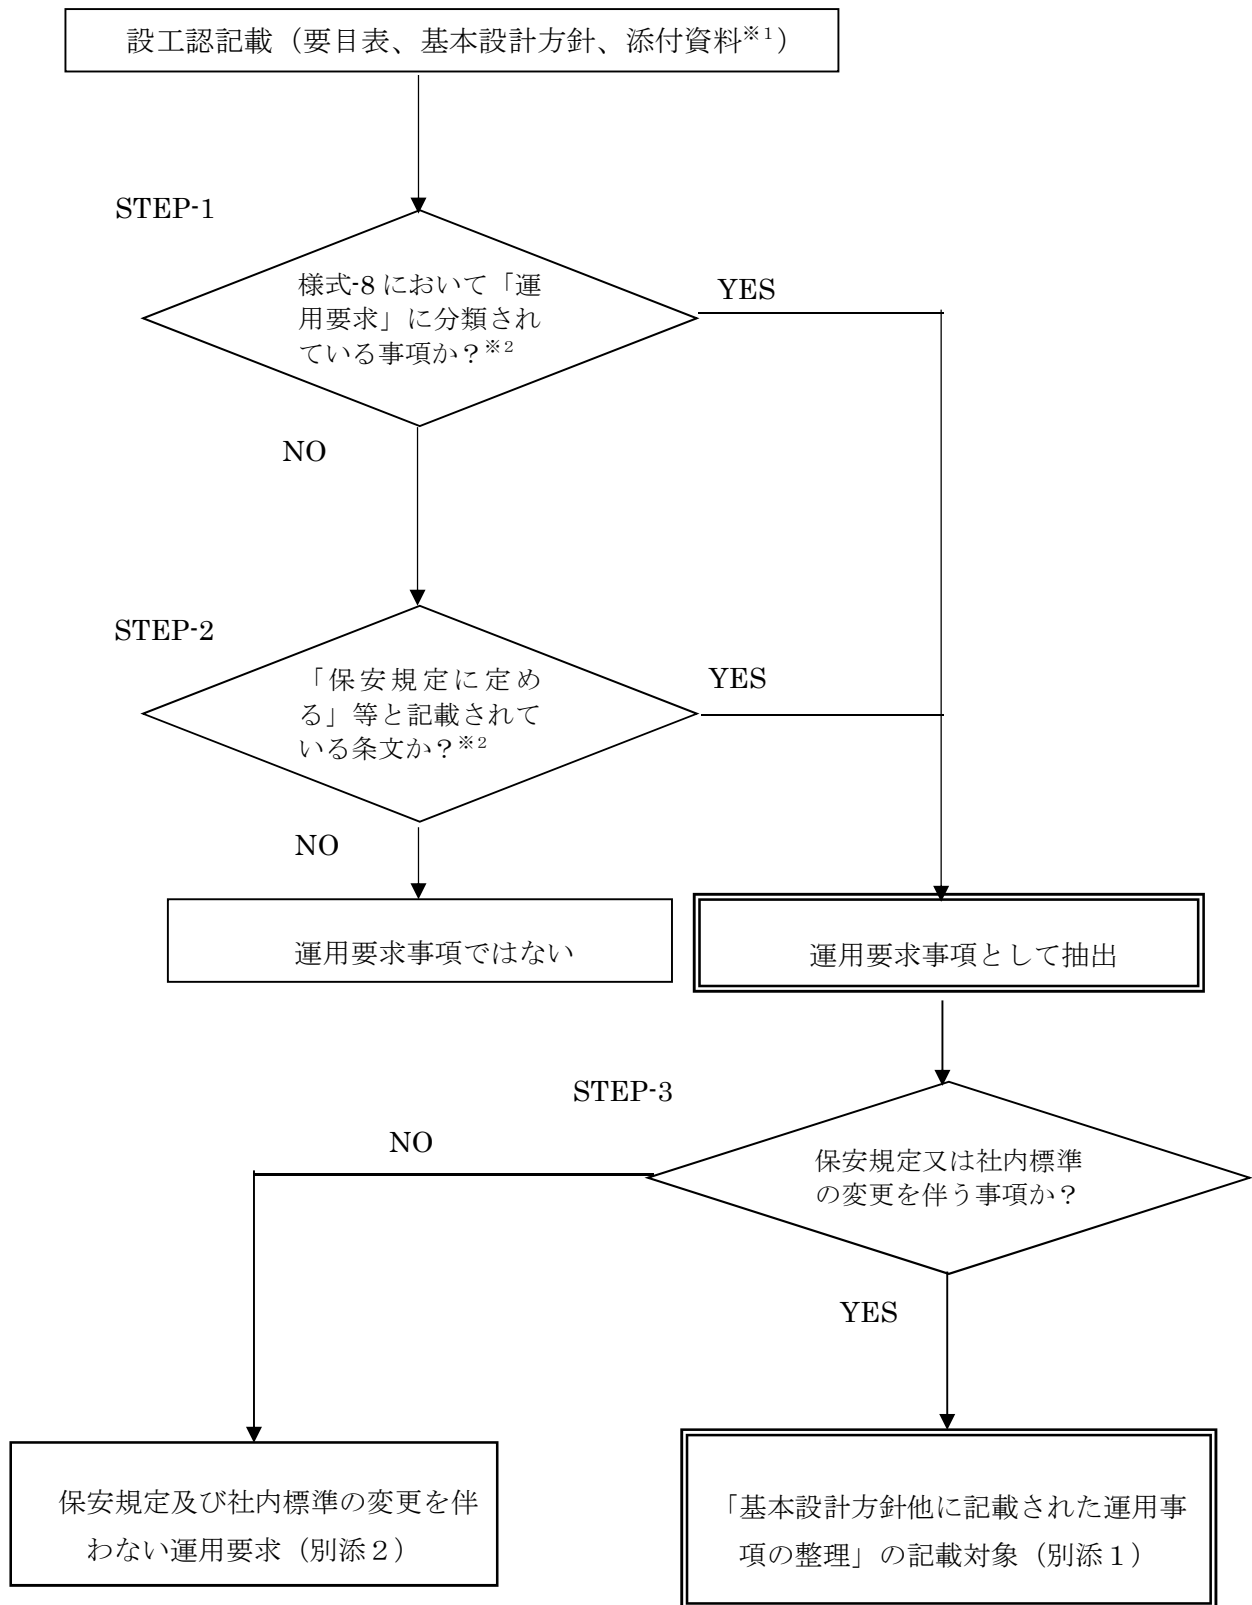 設工認記載（要目表、基本設計方針、添付資料※1）
STEP-1
様式-8 において「運
用要求」に分類され
ている事項か？※2
YES
NO
STEP-2
「保安規定に定め
る」等と記載されて
いる条文か？※2
YES
NO
運用要求事項ではない
運用要求事項として抽出
STEP-3
保安規定又は社内標準
の変更を伴う事項か？
NO
YES
保安規定及び社内標準の変更を伴
わない運用要求（別添２）
「基本設計方針他に記載された運用事
項の整理」の記載対象（別添１）